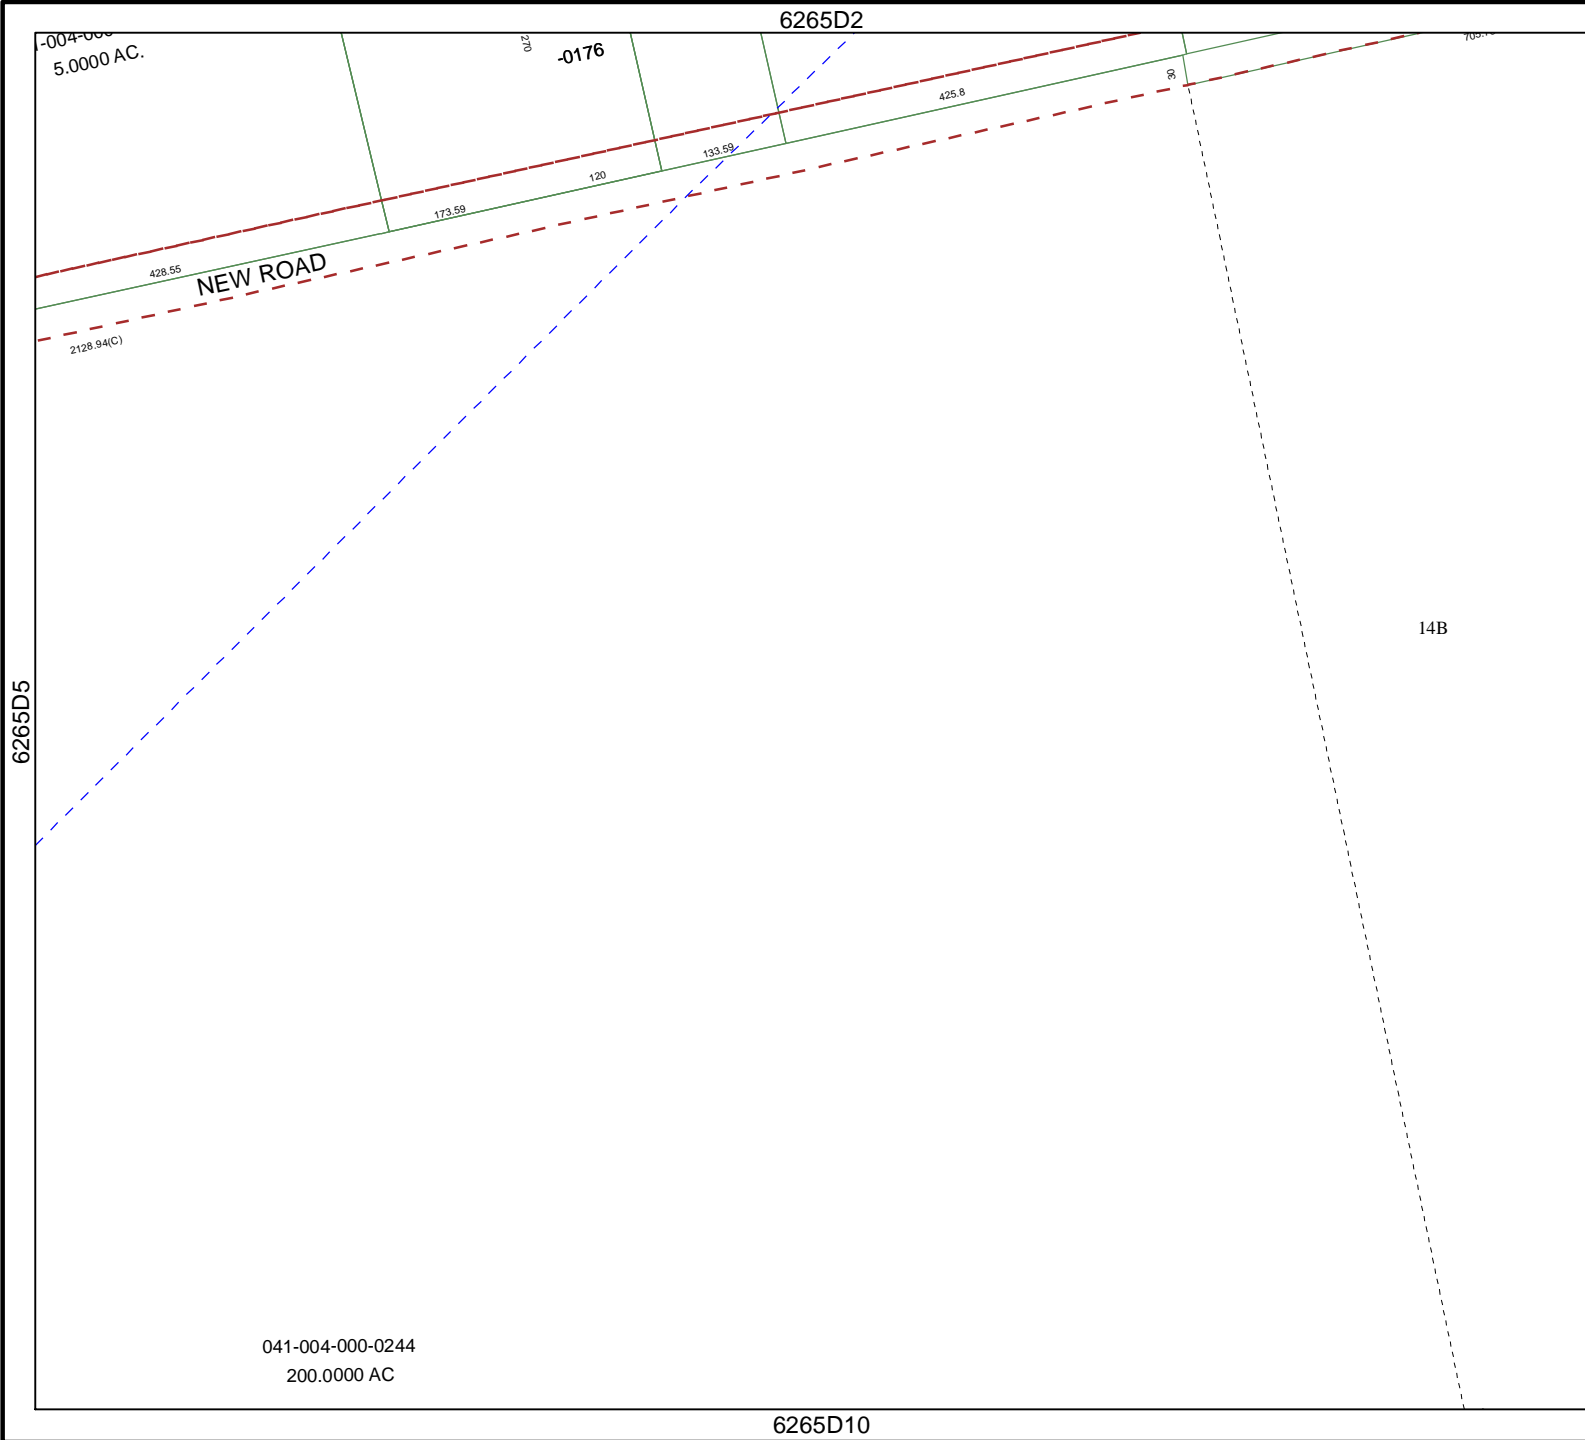 6265D2
5.0000 AC.
270
-0176
30
425.8
133.59
120
173.59
428.55
NEW ROAD
2128.94(C)
14B
6265D5
041-004-000-0244
200.0000 AC
6265D10